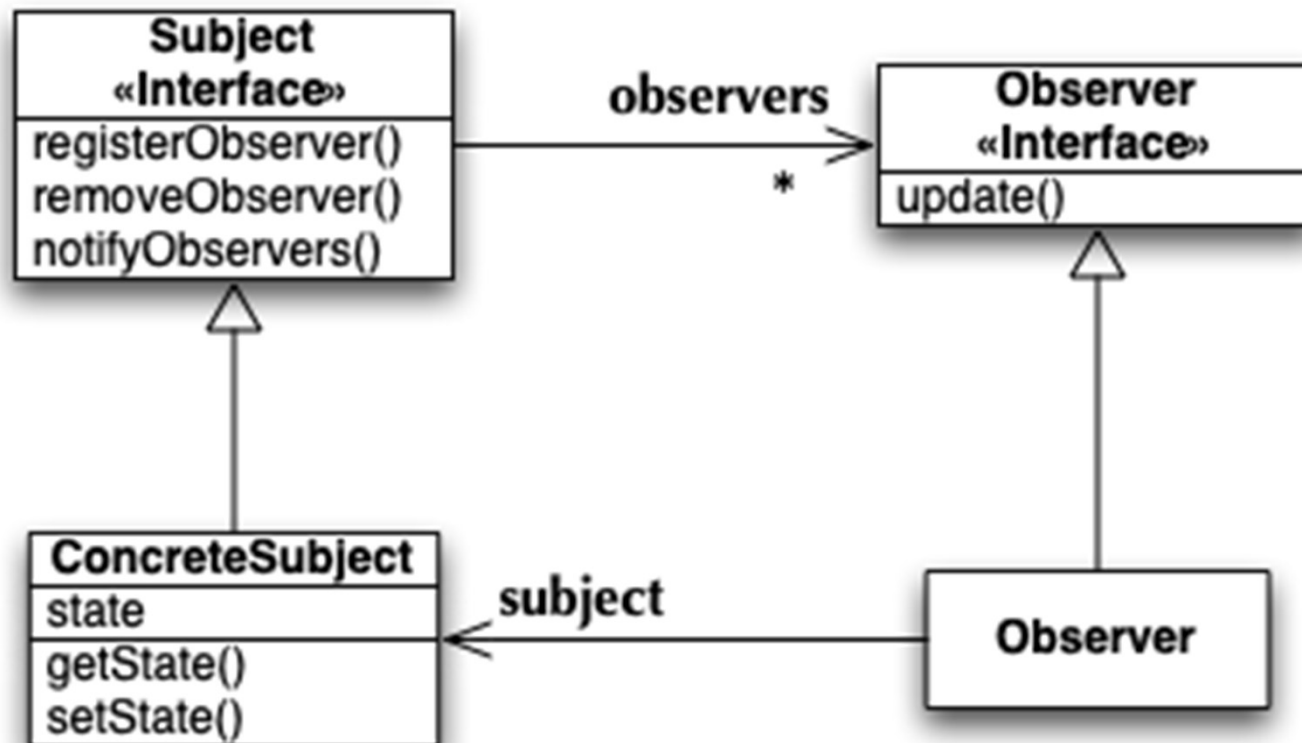 Subject
«Interface»
registerObserver()
removeObserver()
notifyObservers()
observers
*
Observer
«Interface»
update()
ConcreteSubject
state
getState()
setState()
subject
Observer